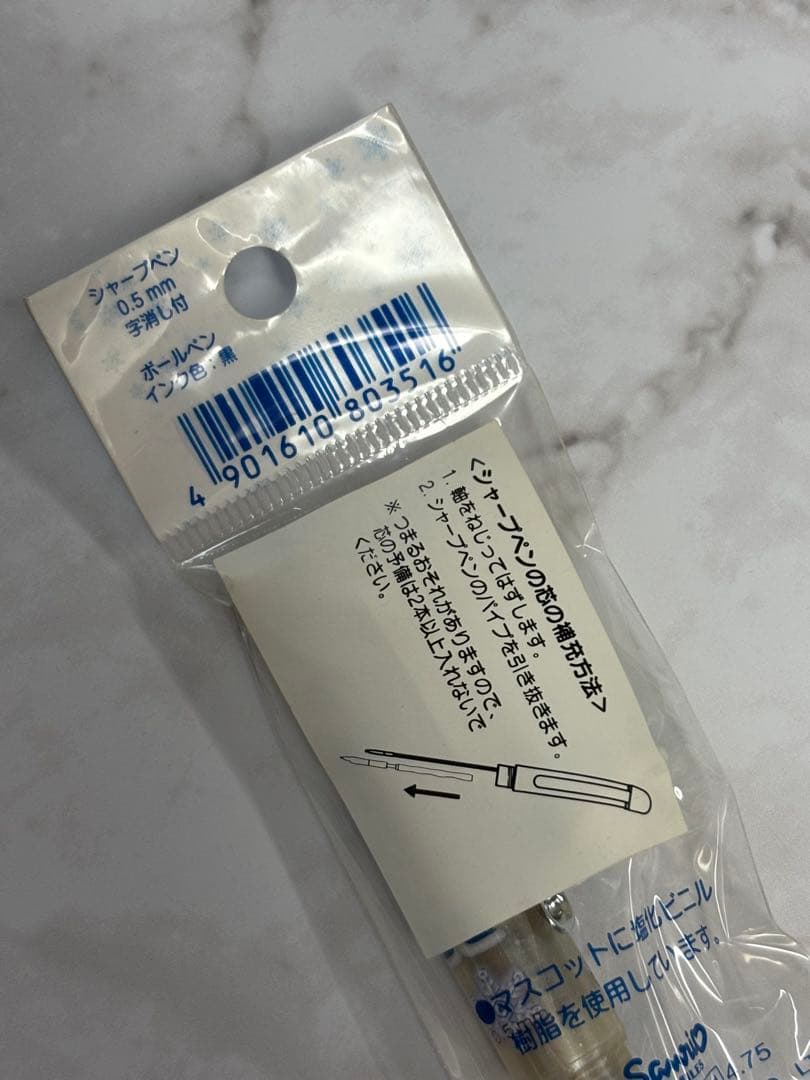 シャープペン
0.5mm
字消し付
ボールペン
インク色：黒
4 901610 803516
＜シャープペンの芯の補充方法＞
1. 軸をねじってはずします。
2. シャープペンのパイプを引き抜きます。
※つまるおそれがありますので、
芯の予備は2本以上入れないで
ください。
●マスコットに塩化ビニル
樹脂を使用しています。
Sanrio
4.75